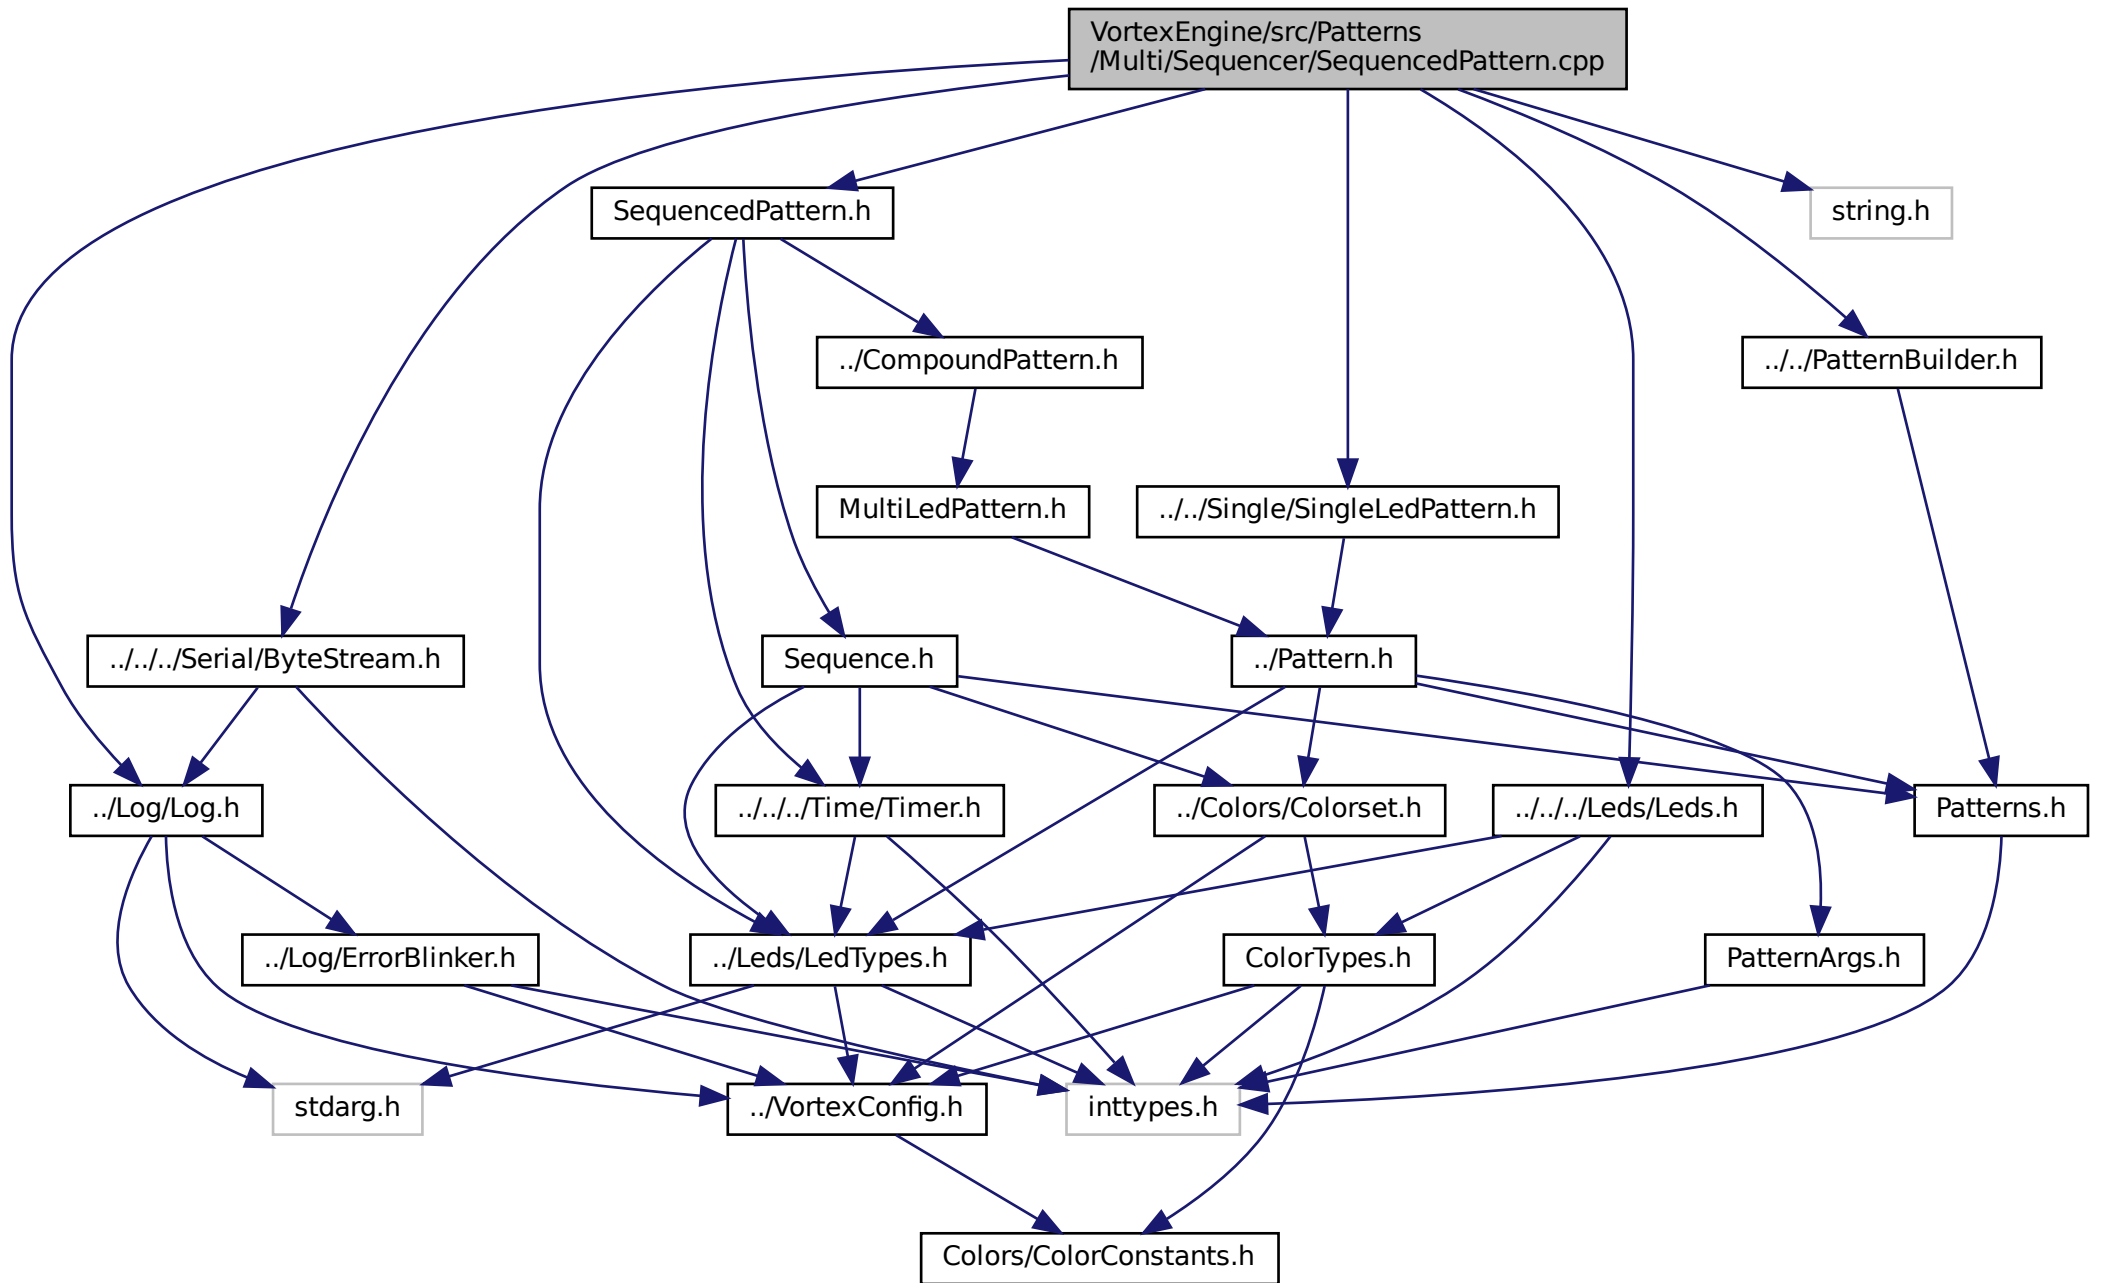 VortexEngine/src/Patterns
/Multi/Sequencer/SequencedPattern.cpp
SequencedPattern.h
string.h
../CompoundPattern.h
../../PatternBuilder.h
MultiLedPattern.h
../../Single/SingleLedPattern.h
../../../Serial/ByteStream.h
Sequence.h
../Pattern.h
../Log/Log.h
../../../Time/Timer.h
../Colors/Colorset.h
../../../Leds/Leds.h
Patterns.h
../Log/ErrorBlinker.h
../Leds/LedTypes.h
ColorTypes.h
PatternArgs.h
stdarg.h
../VortexConfig.h
inttypes.h
Colors/ColorConstants.h